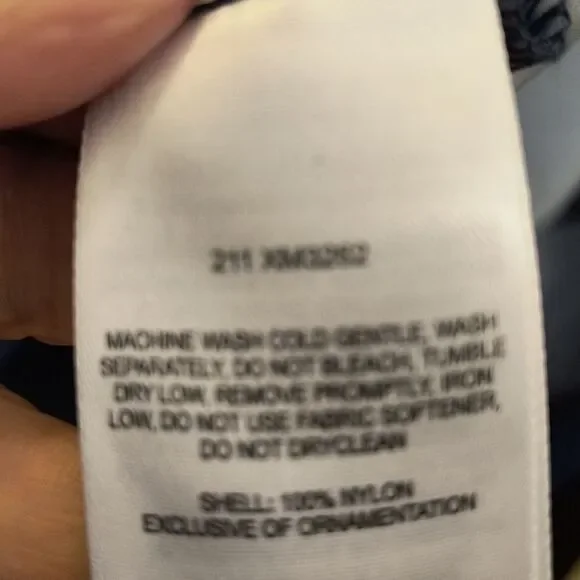 211 XM3262
MACHINE WASH COLD GENTLE, WASH
SEPARATELY, DO NOT BLEACH, TUMBLE
DRY LOW, REMOVE PROMPTLY, IRON
LOW, DO NOT USE FABRIC SOFTENER,
DO NOT DRYCLEAN
SHELL: 100% NYLON
EXCLUSIVE OF ORNAMENTATION